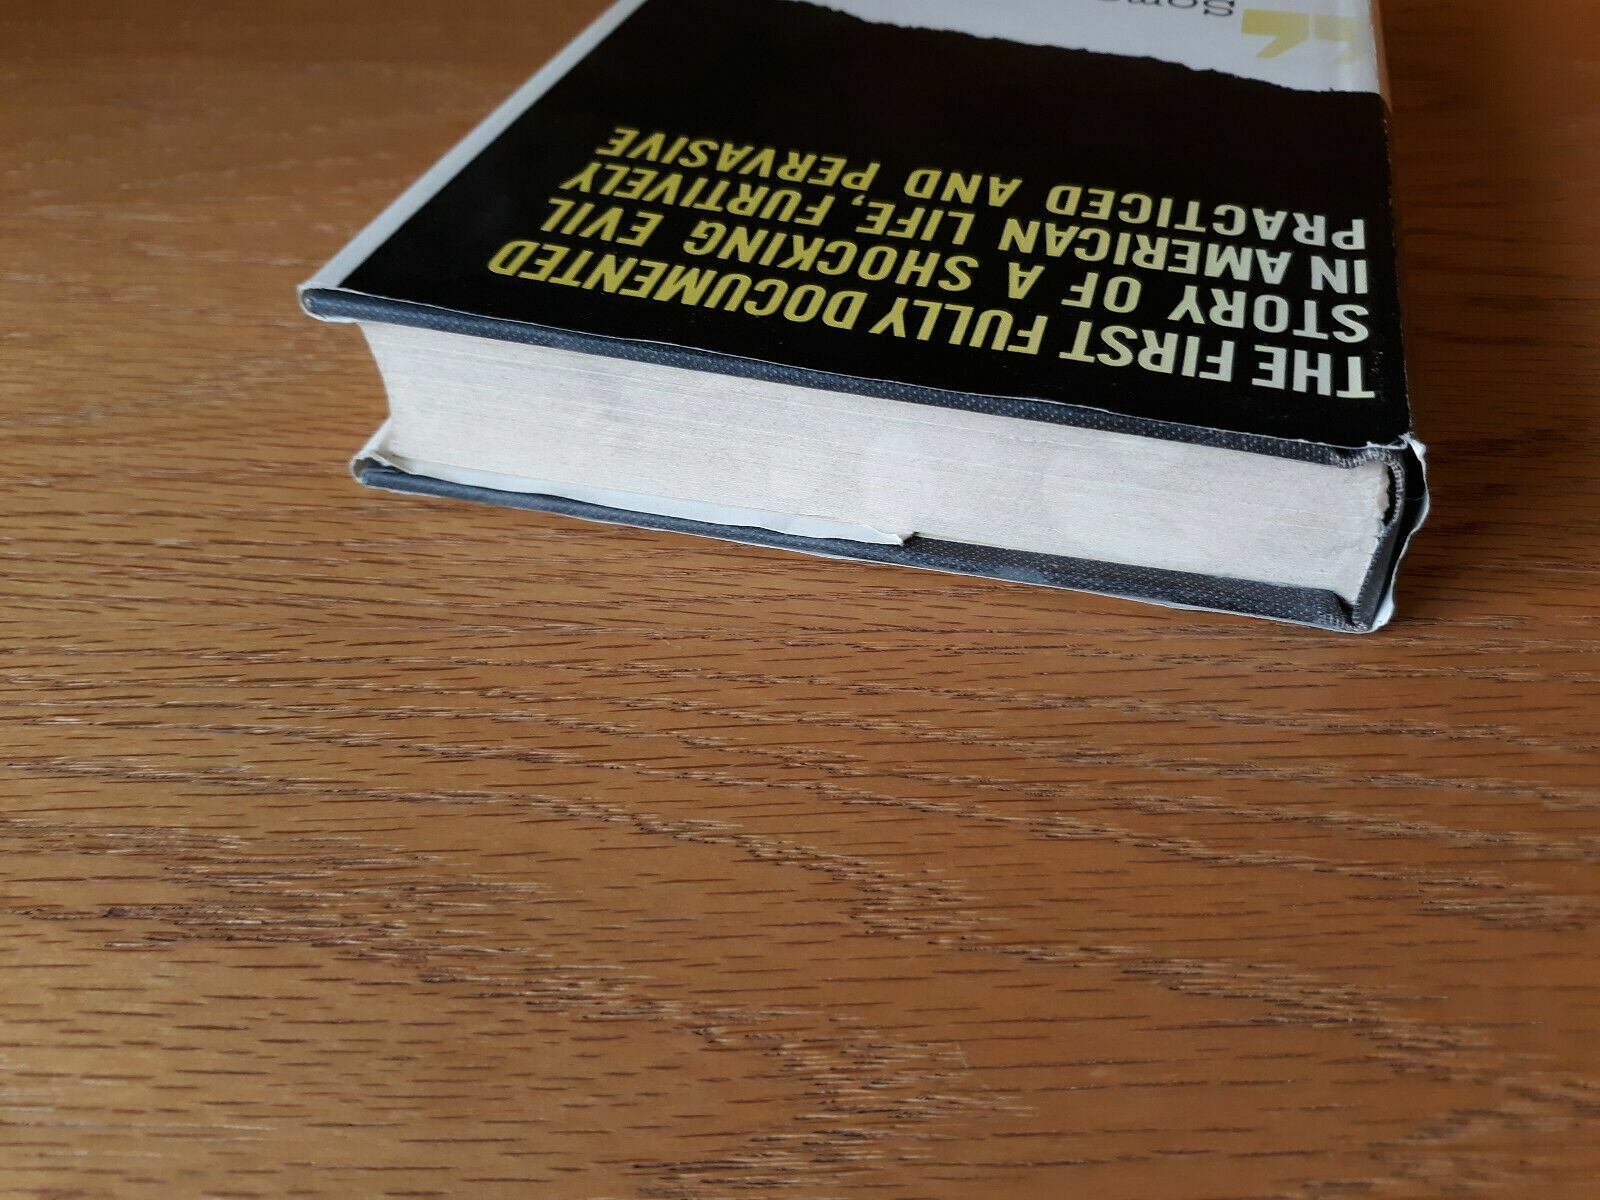 THE FIRST FULLY DOCUMENTED
STORY OF A SHOCKING EVIL
IN AMERICAN LIFE, FURTIVELY
PRACTICED AND PERVASIVE